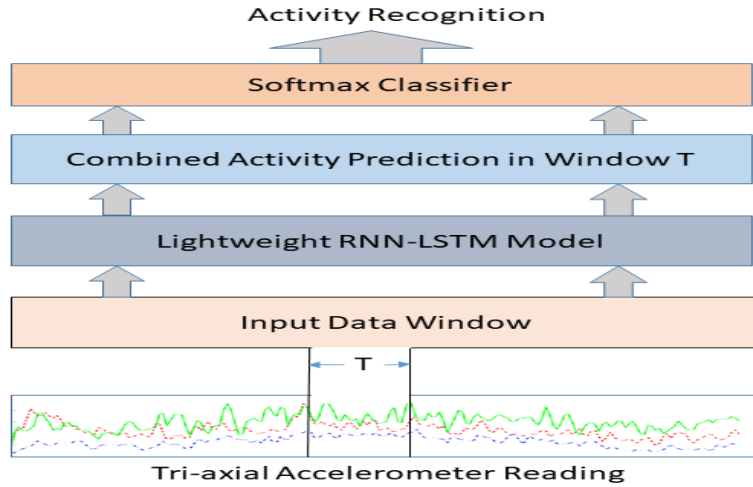 Activity Recognition
Softmax Classifier
Combined Activity Prediction in Window T
Lightweight RNN-LSTM Model
Input Data Window
T
Tri-axial Accelerometer Reading